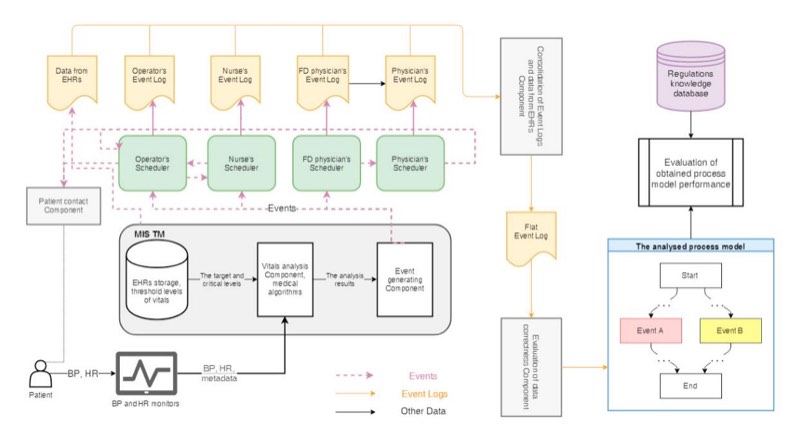 Data from
EHRs
Operator's
Event Log
Nurse's
Event Log
FD physician's
Event Log
Physician's
Event Log
Consolidation of Event Logs
and data from EHRs
Component
Regulations
knowledge
database
Operator's
Scheduler
Nurse's
Scheduler
FD physician's
Scheduler
Physician's
Scheduler
Evaluation of
obtained process
model performance
Patient contact
Component
Events
Flat
Event Log
MIS TM
The analysed process model
EHRs storage,
threshold levels
of vitals
The target and
critical levels
Vitals analysis
Component,
medical
algorithms
The analysis
results
Event
generating
Component
Start
. . .
. . .
Event A
Event B
. . .
. . .
End
Evaluation of data
correctness Component
BP, HR
BP, HR,
metadata
Patient
BP and HR monitors
Events
Event Logs
Other Data